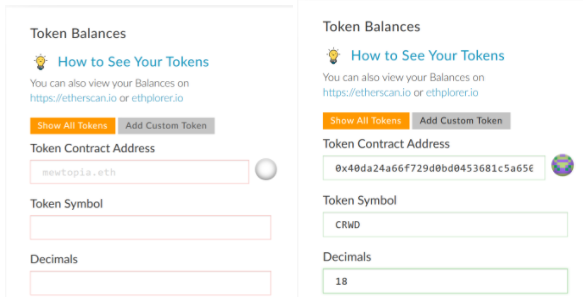 Token Balances
How to See Your Tokens
You can also view your Balances on
https://etherscan.io or ethplorer.io
Show All Tokens Add Custom Token
Token Contract Address
mewtopia.eth
Token Symbol
Decimals
Token Balances
How to See Your Tokens
You can also view your Balances on
https://etherscan.io or ethplorer.io
Show All Tokens Add Custom Token
Token Contract Address
0x40da24a66f729d0bd0453681c5a650
Token Symbol
CRWD
Decimals
18